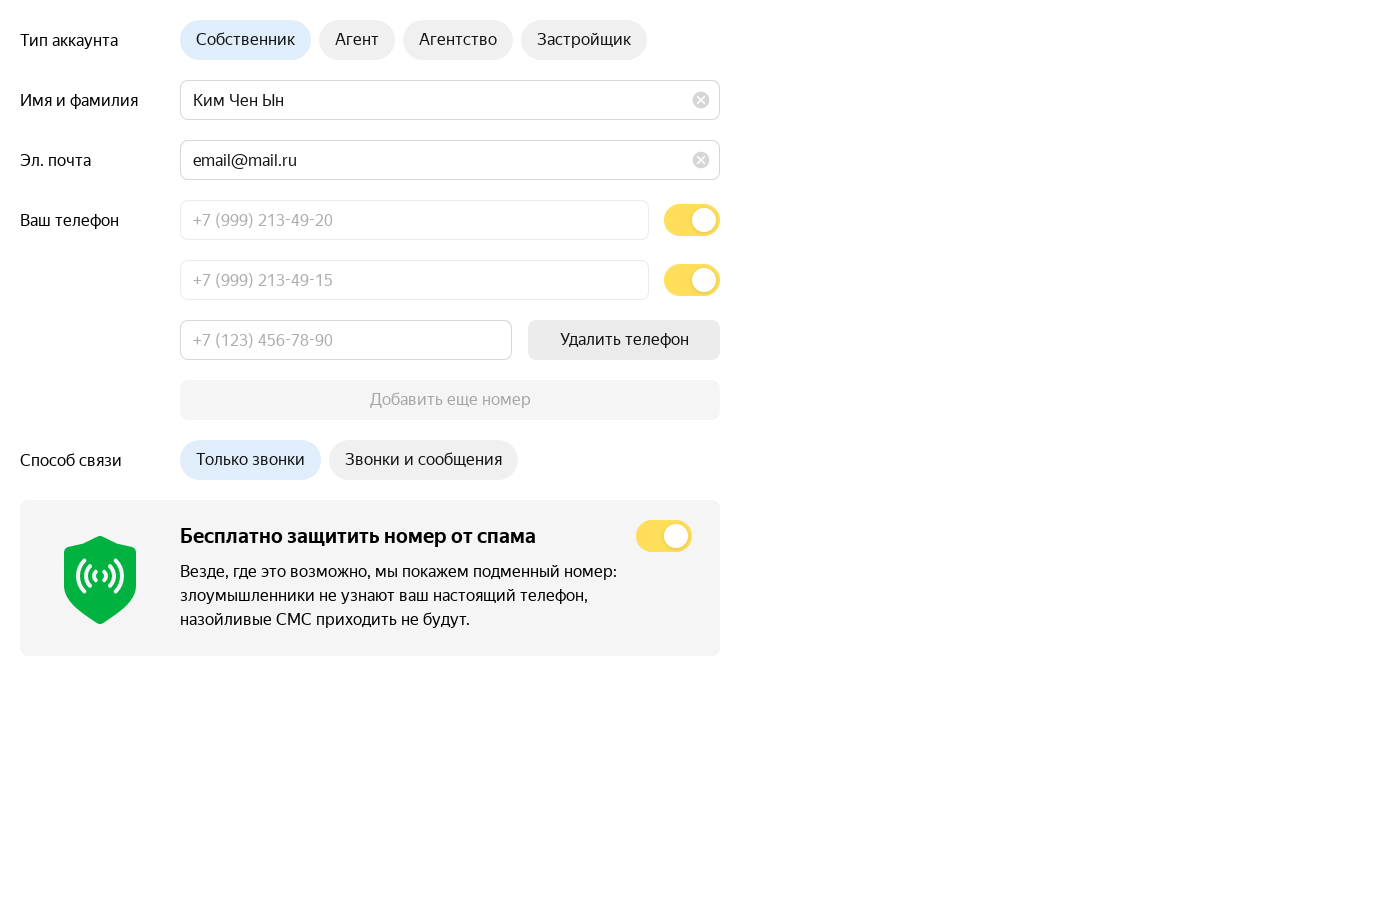 Тип аккаунта Собственник Агент Агентство Застройщик
Имя и фамилия Ким Чен Ын
Эл. почта email@mail.ru
Ваш телефон +7 (999) 213-49-20
+7 (999) 213-49-15
+7 (123) 456-78-90 Удалить телефон
Добавить еще номер
Способ связи Только звонки Звонки и сообщения
Бесплатно защитить номер от спама
Везде, где это возможно, мы покажем подменный номер:
злоумышленники не узнают ваш настоящий телефон,
назойливые СМС приходить не будут.